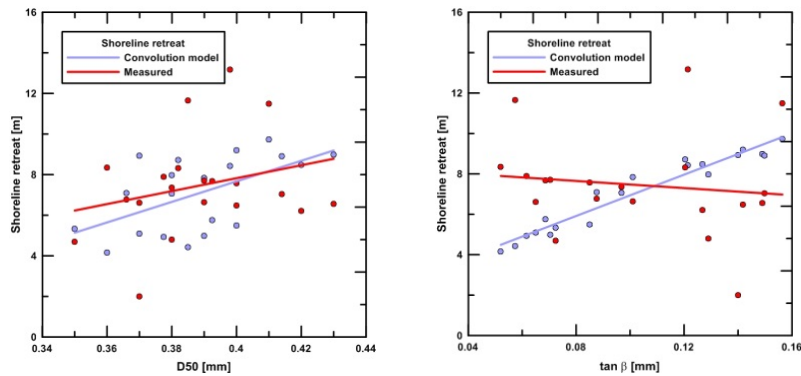 16
12
8
4
0
Shoreline retreat [m]
Shoreline retreat
Convolution model
Measured
0.34
0.36
0.38
0.4
0.42
0.44
D50 [mm]
16
12
8
4
0
Shoreline retreat [m]
Shoreline retreat
Convolution model
Measured
0.04
0.08
0.12
0.16
tan β [mm]